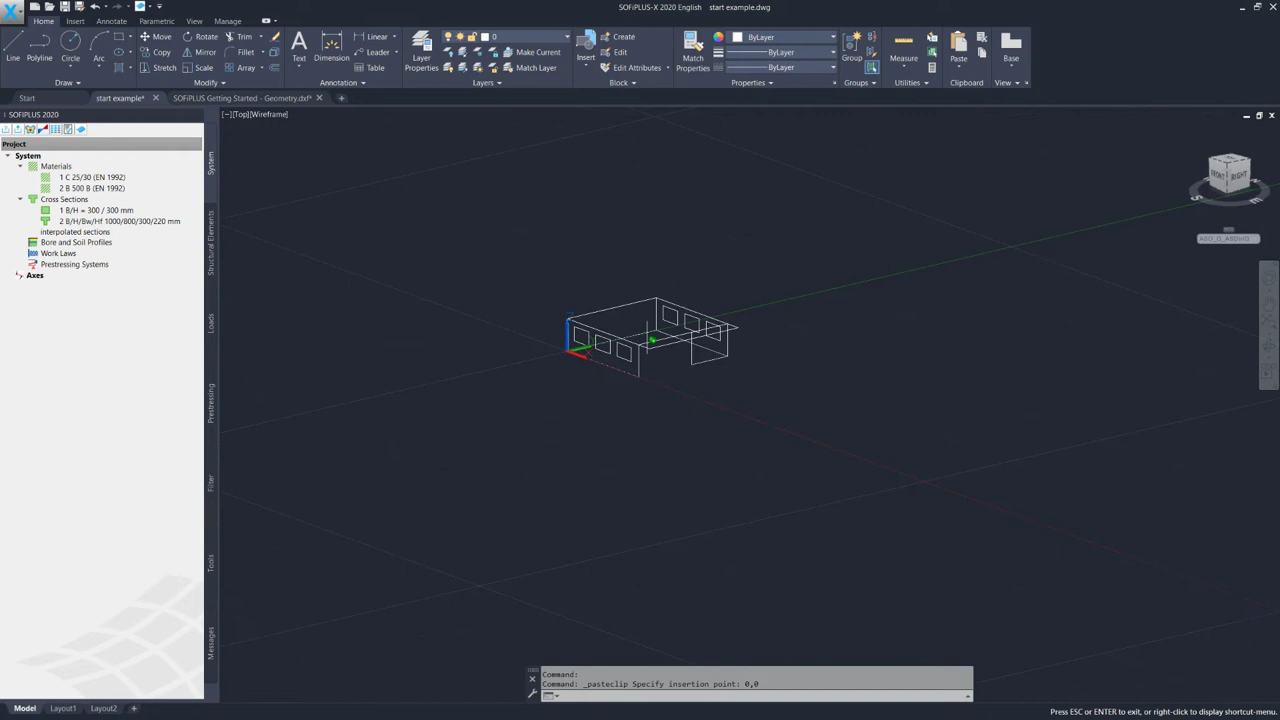 SOFiPLUS-X 2020 English start example.dwg
Home Insert Annotate Parametric View Manage
Line Polyline Circle Arc
Move Rotate Trim
Copy Mirror Fillet
Stretch Scale Array
Text Dimension
Linear
Leader
Table
Layer Properties
0
Make Current
Match Layer
Insert
Create
Edit
Edit Attributes
Match Properties
ByLayer
ByLayer
ByLayer
Group
Measure
Paste
Base
Draw Modify Annotation Layers Block Properties Groups Utilities Clipboard View
Start start example* SOFiPLUS Getting Started - Geometry.dxf*
SOFiPLUS 2020
[−][Top][Wireframe]
Project
System
Materials
1 C 25/30 (EN 1992)
2 B 500 B (EN 1992)
Cross Sections
1 B/H = 300 / 300 mm
2 B/H/Bw/Hf 1000/800/300/220 mm
interpolated sections
Bore and Soil Profiles
Work Laws
Prestressing Systems
Axes
System
Structural Elements
Loads
Prestressing
Filter
Tools
Messages
FRONT RIGHT
S E
Command:
Command: _pasteclip Specify insertion point: 0,0
Model Layout1 Layout2
Press ESC or ENTER to exit, or right-click to display shortcut-menu.